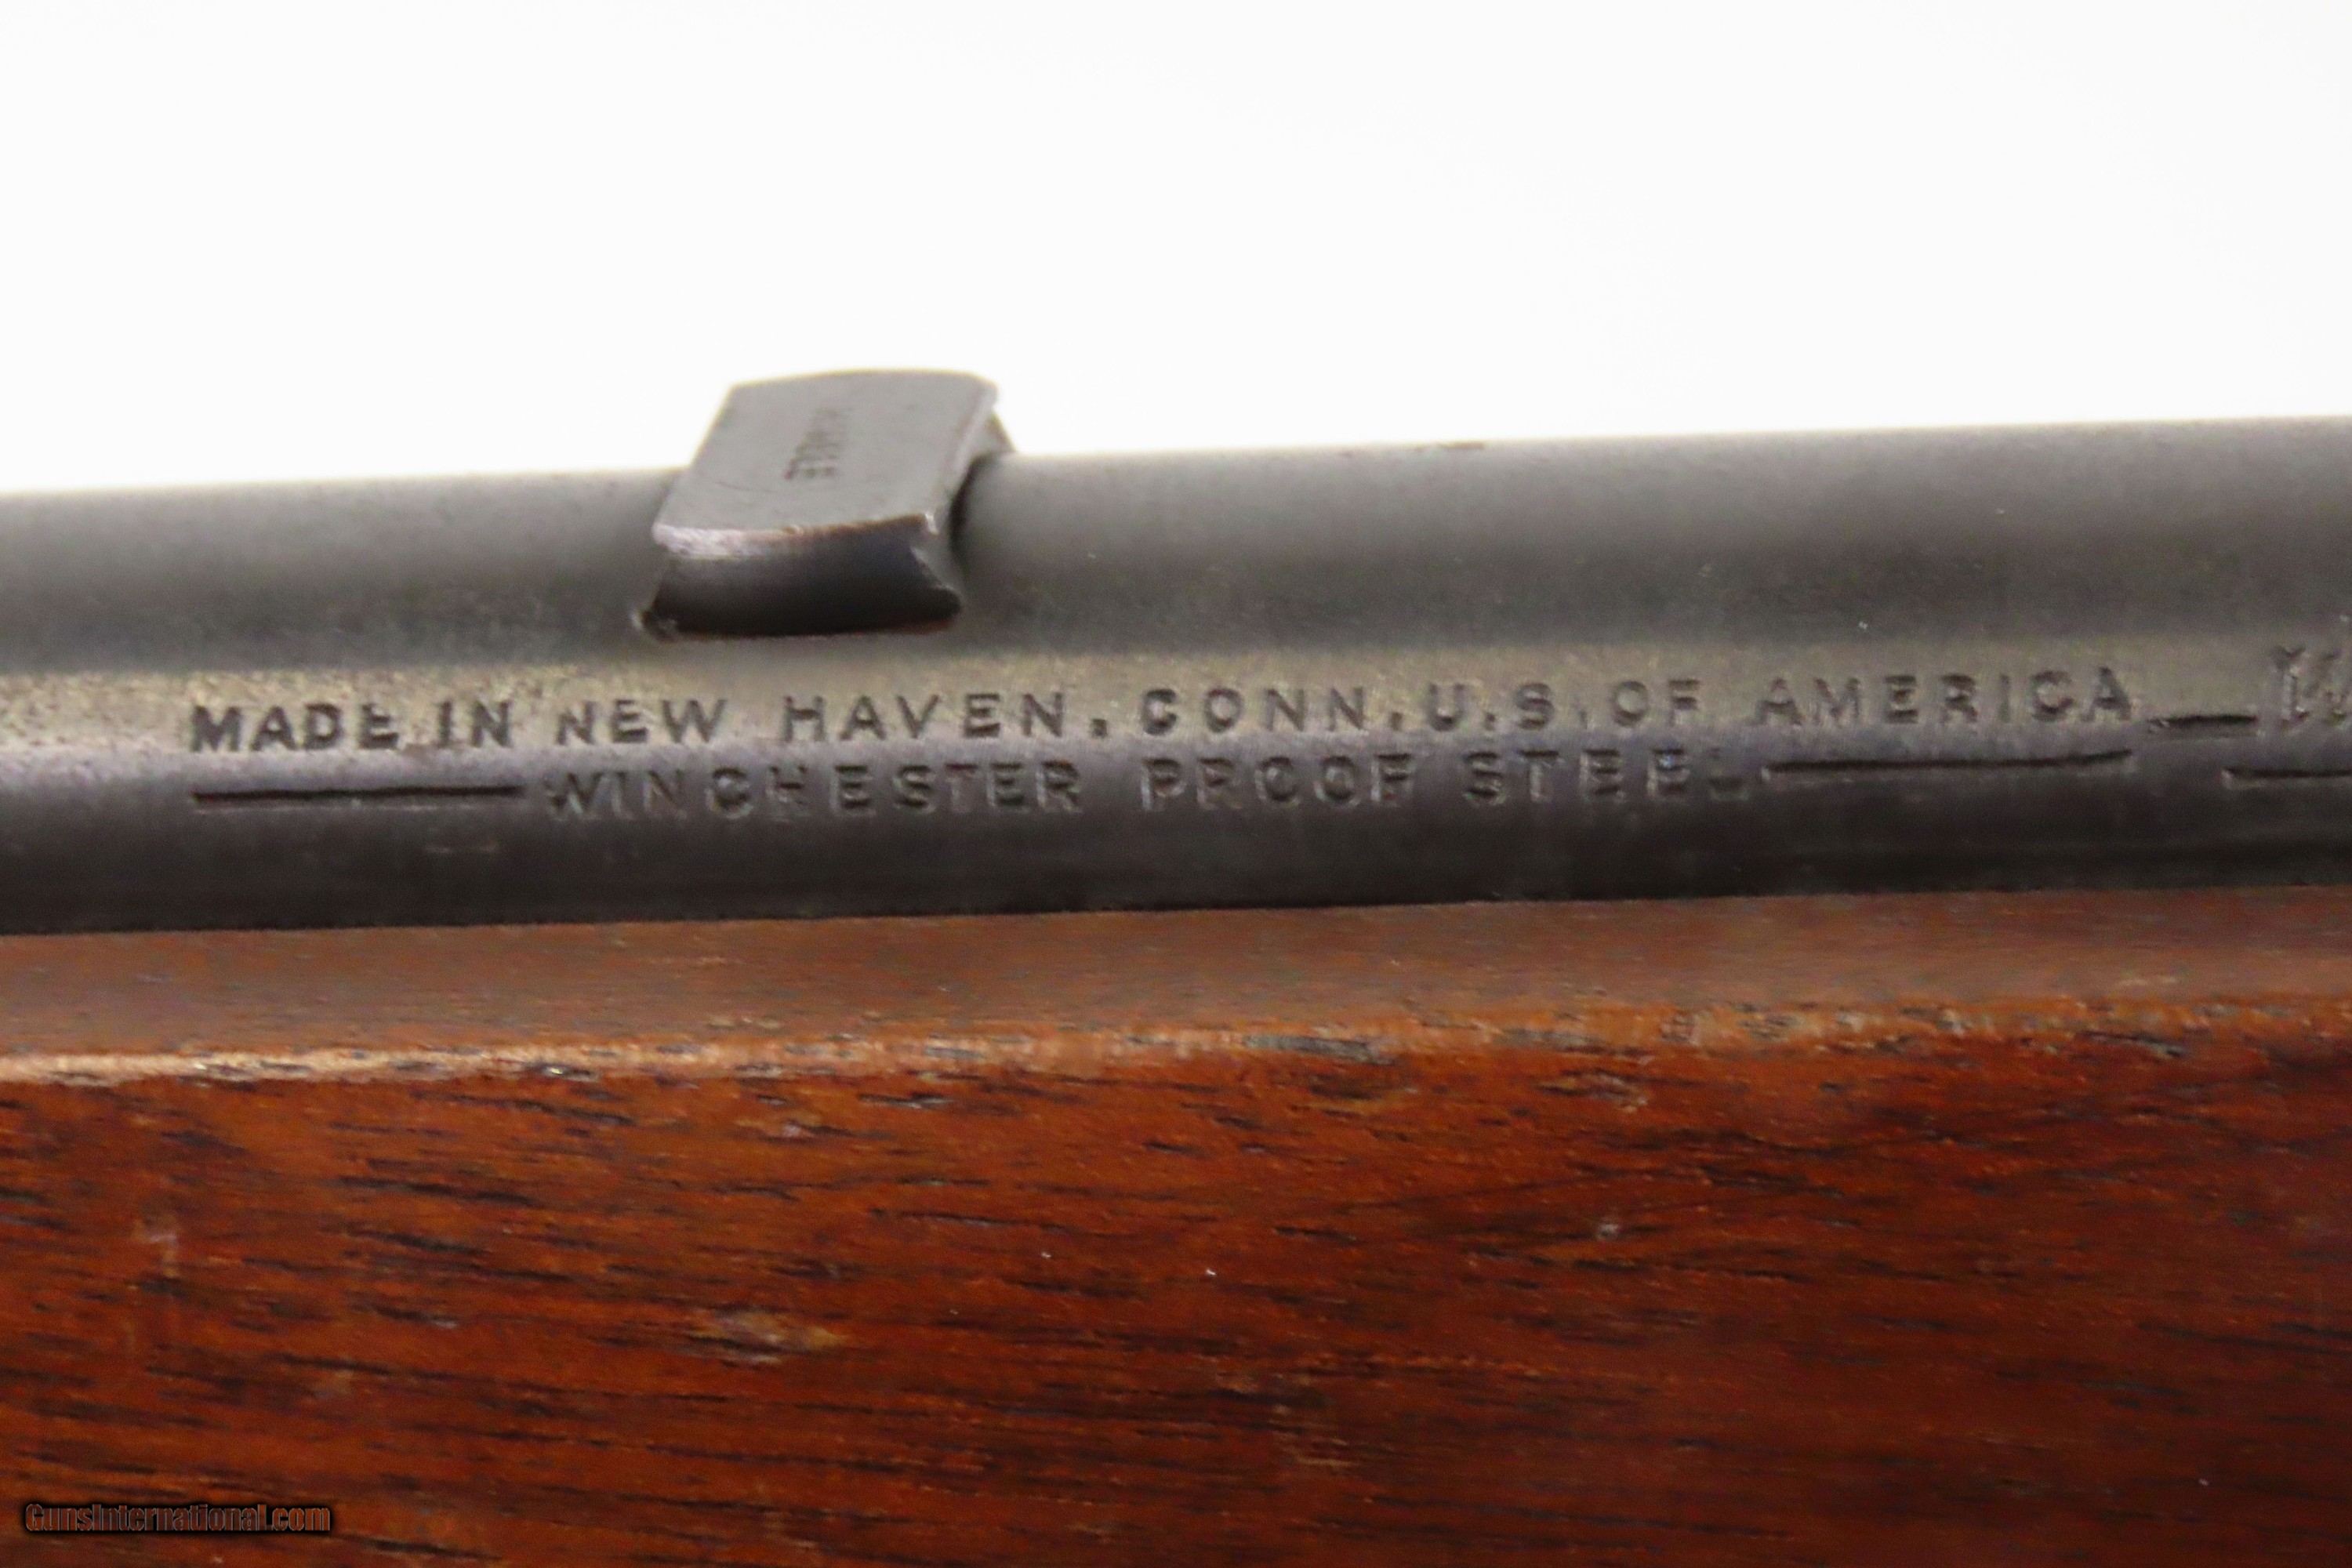 MADE IN NEW HAVEN. CONN. U.S. OF AMERICA
WINCHESTER PROOF STEEL
GunsInternational.com